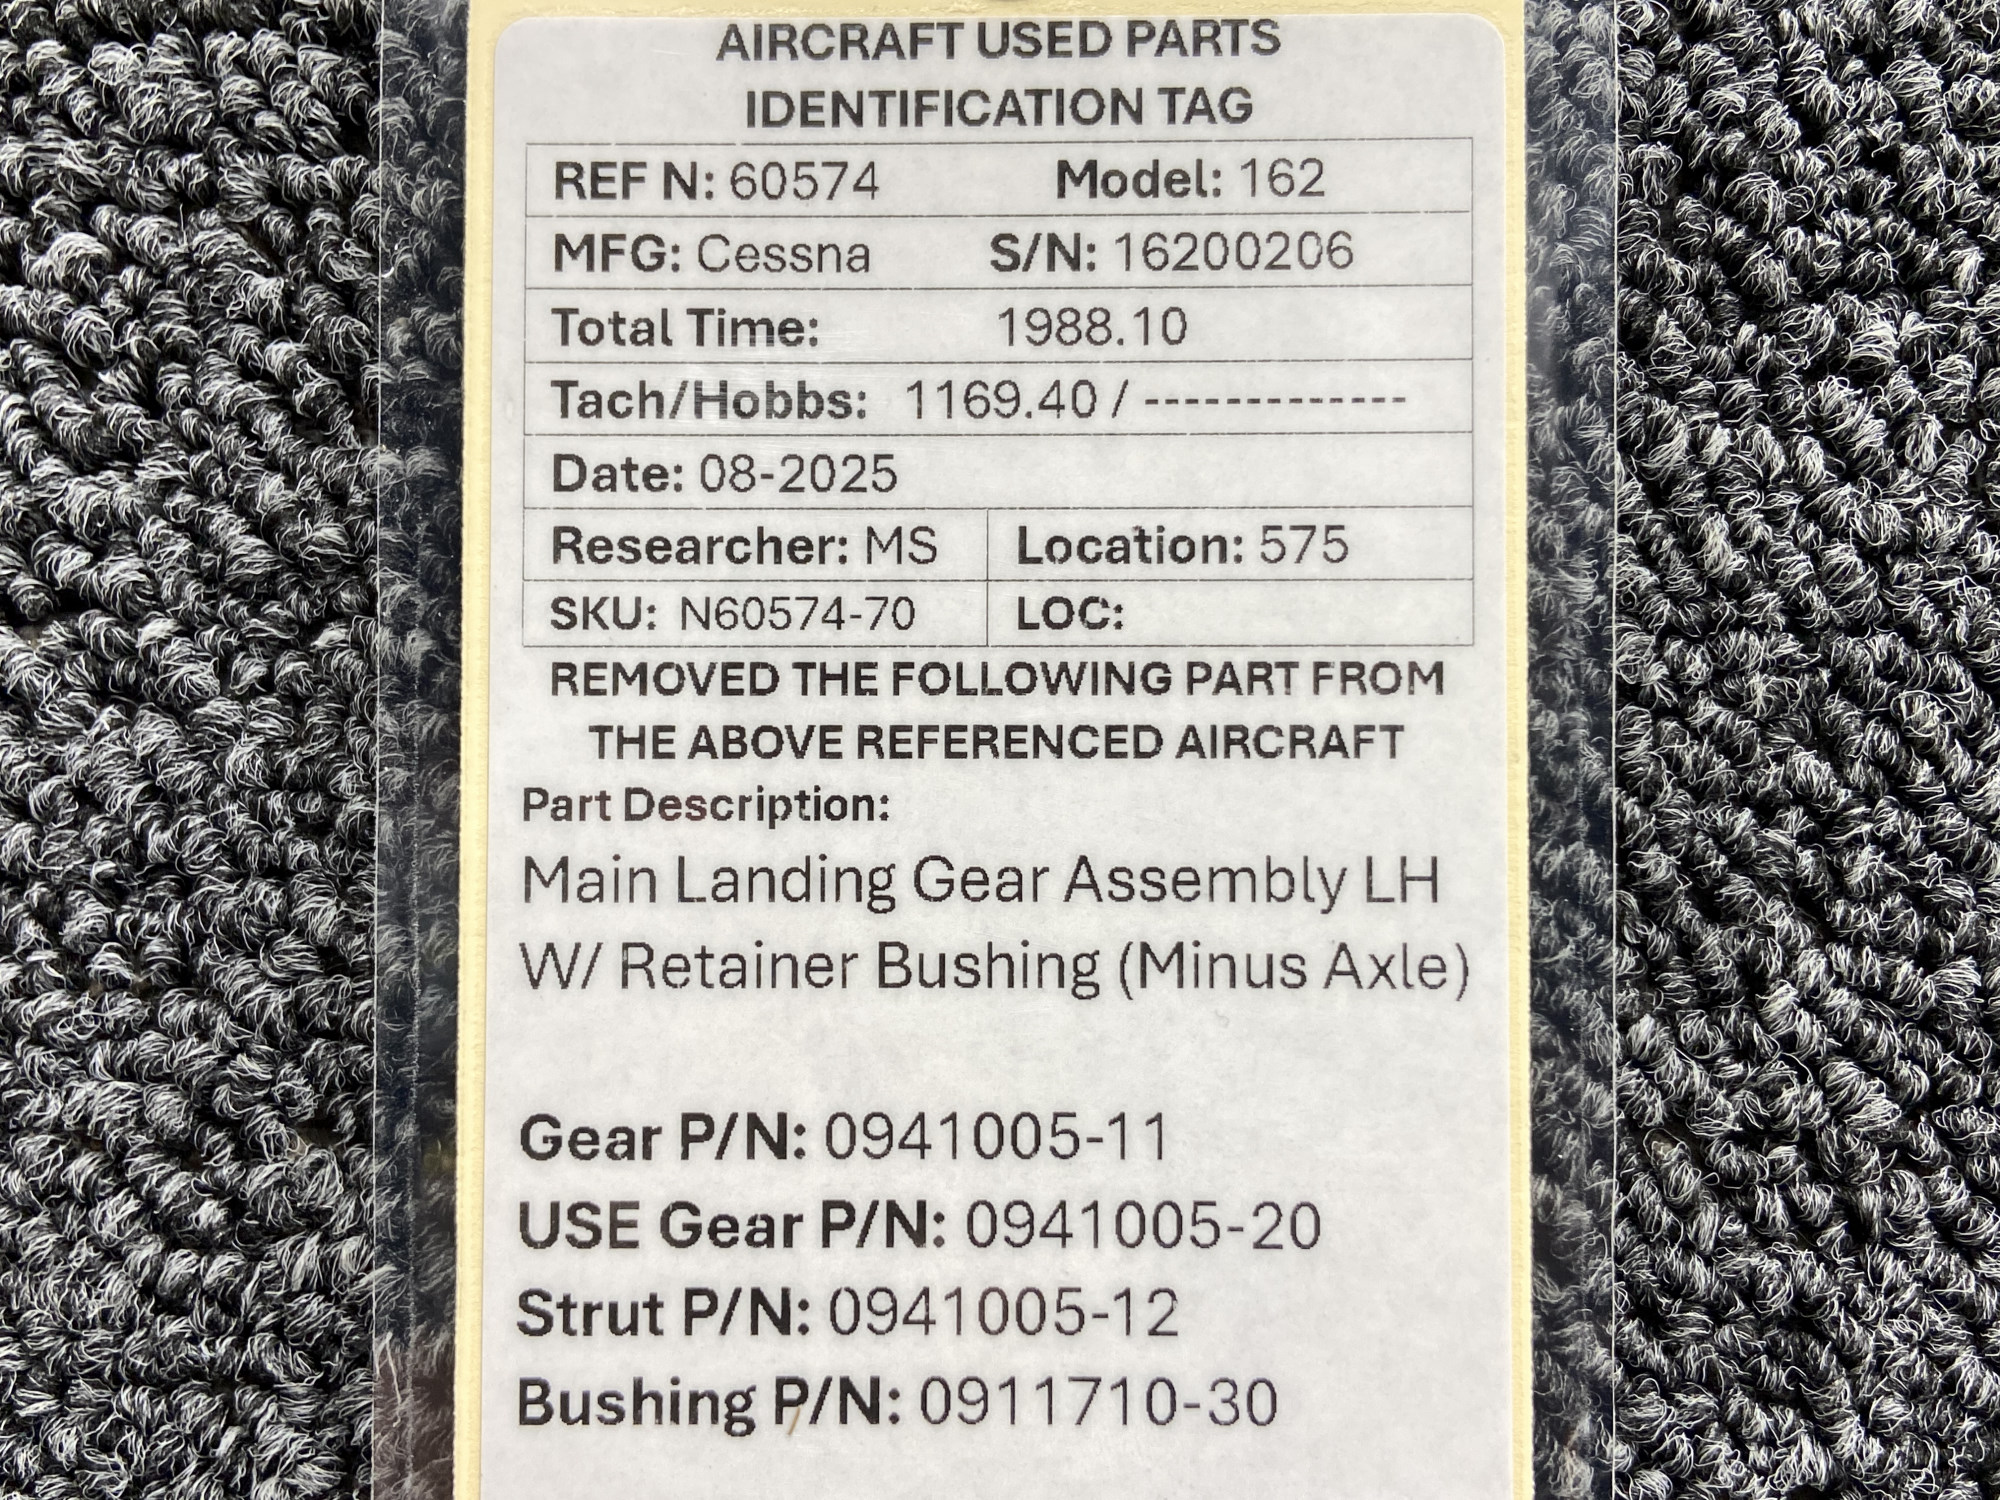 AIRCRAFT USED PARTS
IDENTIFICATION TAG
REF N: 60574 Model: 162
MFG: Cessna S/N: 16200206
Total Time: 1988.10
Tach/Hobbs: 1169.40 / -------------
Date: 08-2025
Researcher: MS Location: 575
SKU: N60574-70 LOC:
REMOVED THE FOLLOWING PART FROM
THE ABOVE REFERENCED AIRCRAFT
Part Description:
Main Landing Gear Assembly LH
W/ Retainer Bushing (Minus Axle)
Gear P/N: 0941005-11
USE Gear P/N: 0941005-20
Strut P/N: 0941005-12
Bushing P/N: 0911710-30